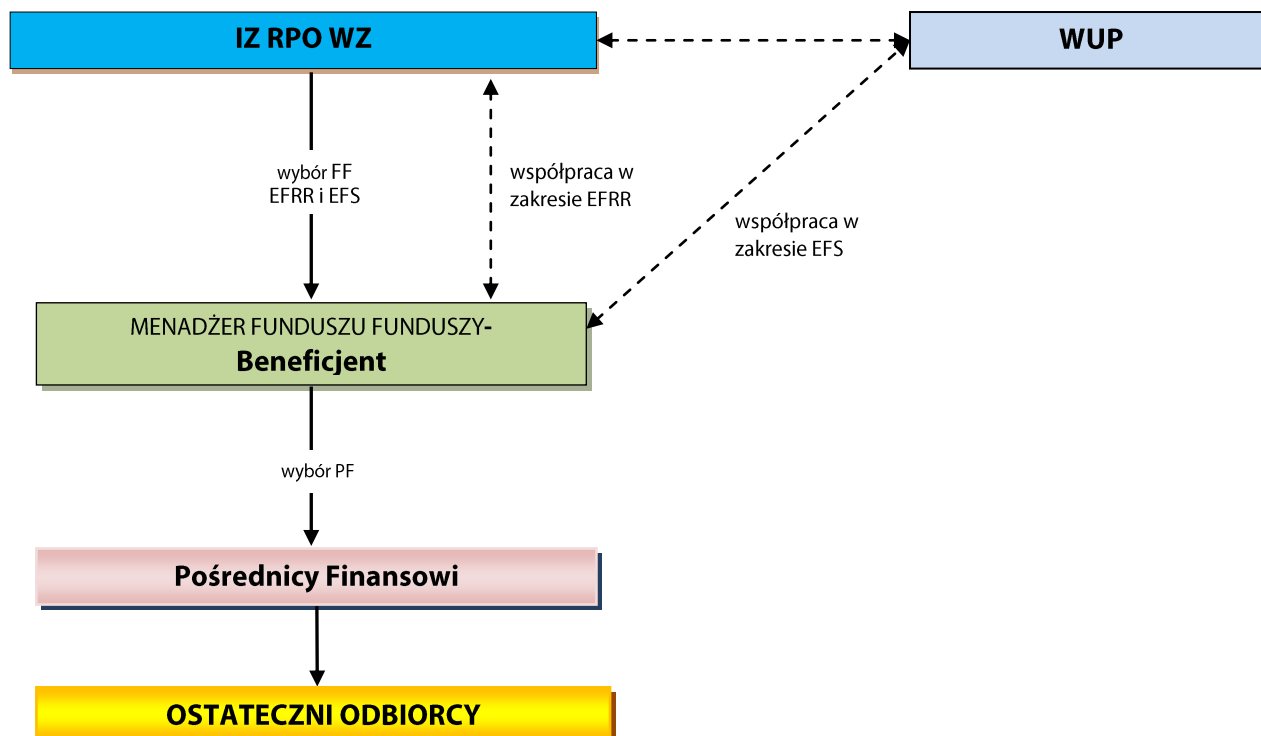 IZ RPO WZ
WUP
wybór FF
EFRR i EFS
współpraca w
zakresie EFRR
współpraca w
zakresie EFS
MENADŻER FUNDUSZU FUNDUSZY-
Beneficjent
wybór PF
Pośrednicy Finansowi
OSTATECZNI ODBIORCY